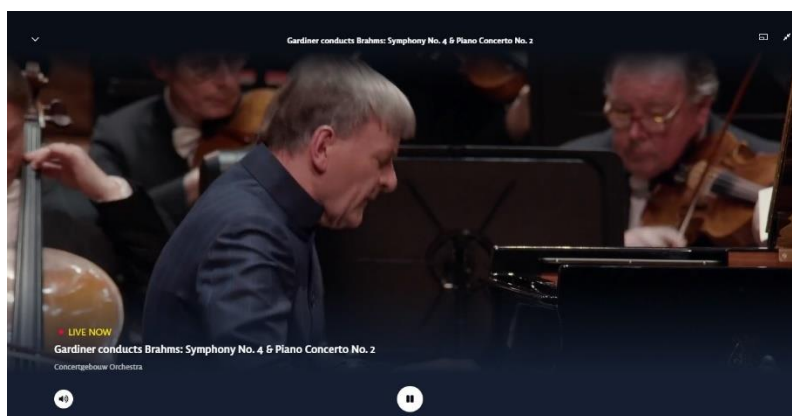 Gardiner conducts Brahms: Symphony No. 4 & Piano Concerto No. 2
LIVE NOW
Gardiner conducts Brahms: Symphony No. 4 & Piano Concerto No. 2
Concertgebouw Orchestra